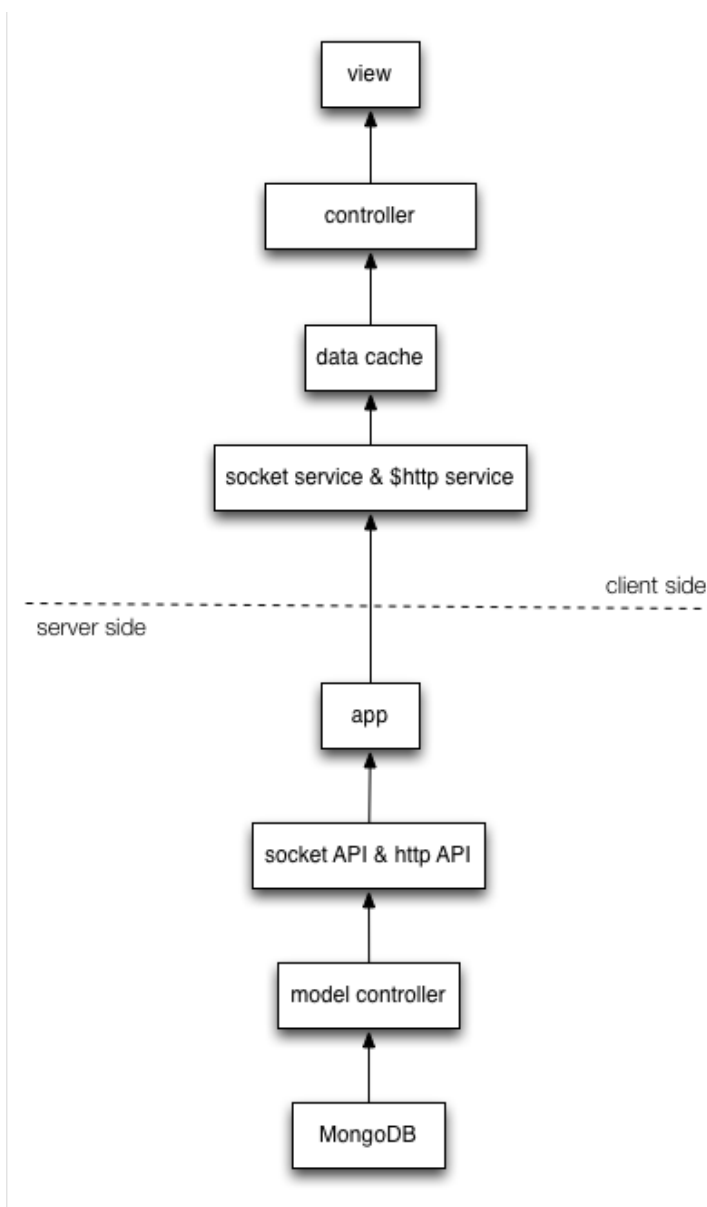 view
controller
data cache
socket service & $http service
client side
server side
app
socket API & http API
model controller
MongoDB